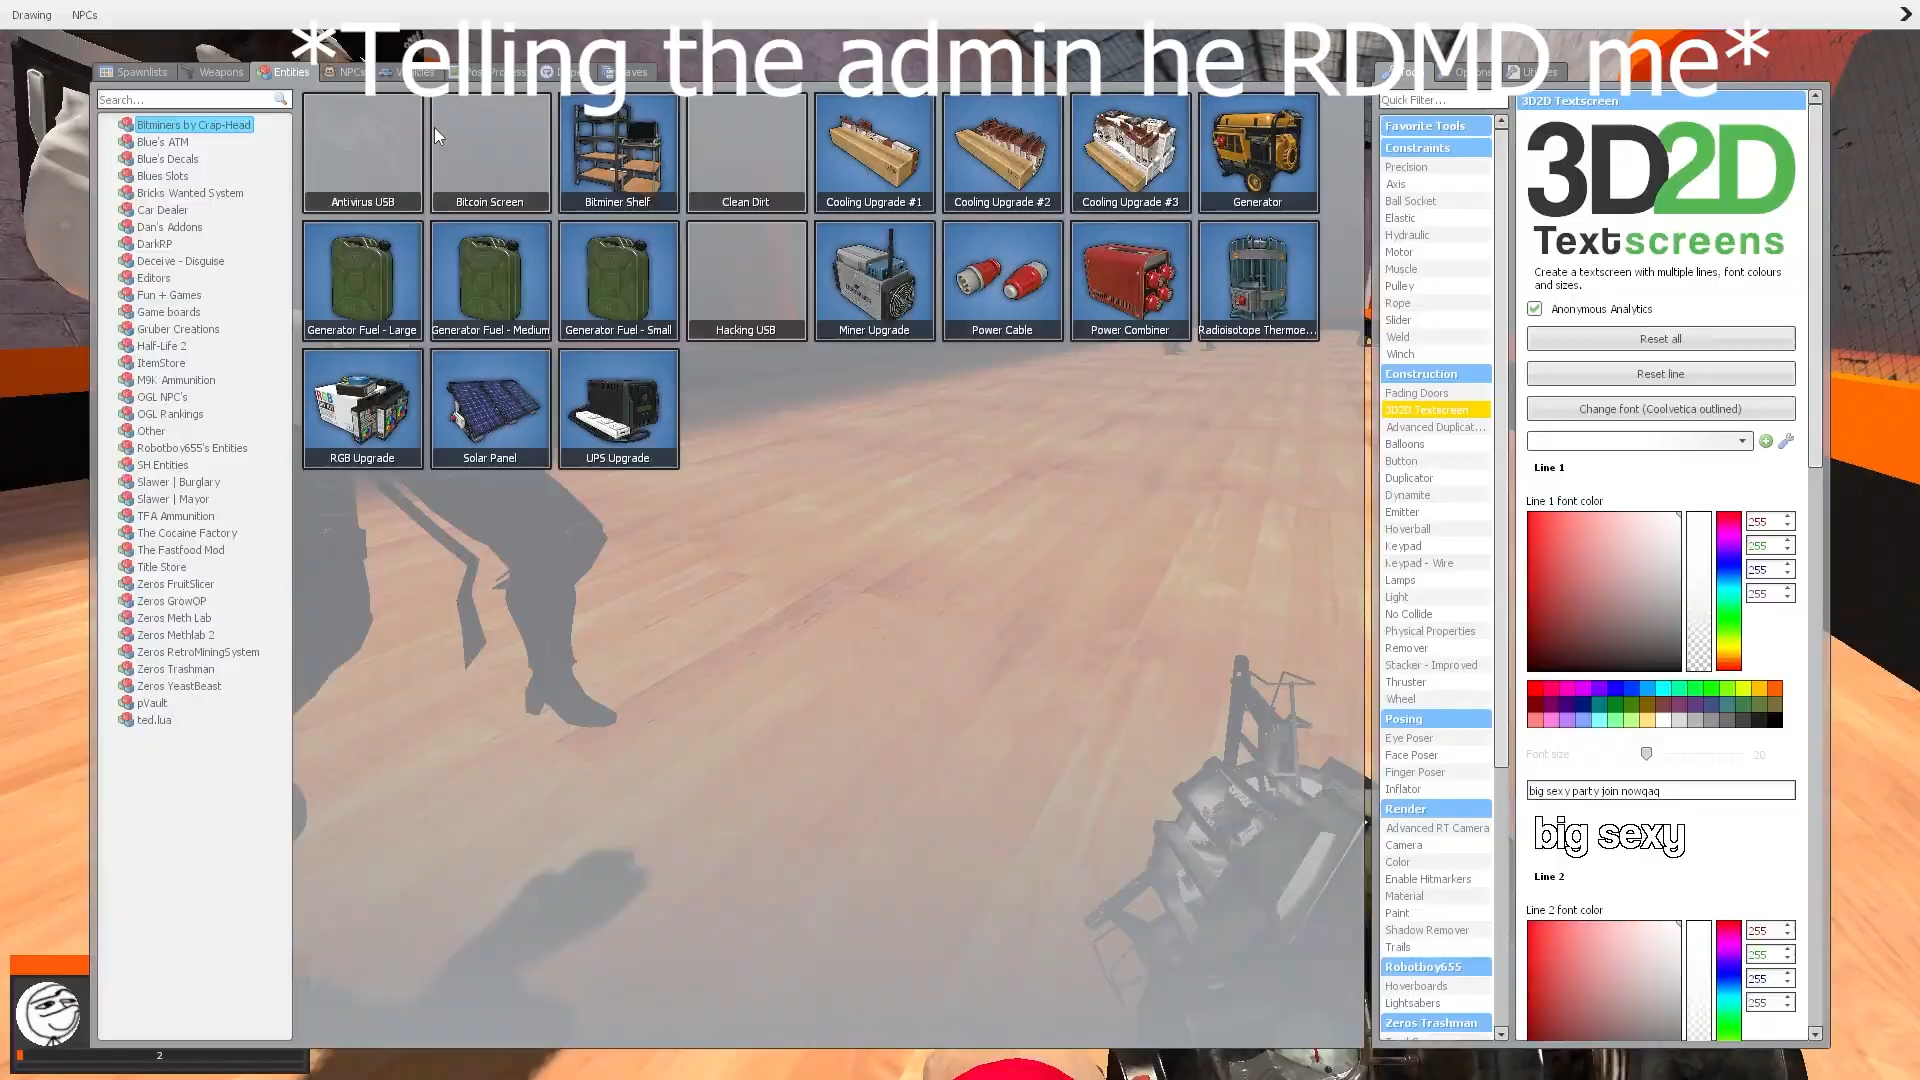 Drawing NPCs
*Telling the admin he RDMD me*
Spawnlists Weapons Entities NPCs Vehicles
Utilities
Search...
Bitminers by Crap-Head
Blue's ATM
Blue's Decals
Blues Slots
Bricks Wanted System
Car Dealer
Dan's Addons
DarkRP
Deceive - Disguise
Editors
Fun + Games
Game boards
Gruber Creations
Half-Life 2
ItemStore
M9K Ammunition
OGL NPC's
OGL Rankings
Other
Robotboy655's Entities
SH Entities
Slawer | Burglary
Slawer | Mayor
TFA Ammunition
The Cocaine Factory
The Fastfood Mod
Title Store
Zeros FruitSlicer
Zeros GrowOP
Zeros Meth Lab
Zeros Methlab 2
Zeros RetroMiningSystem
Zeros Trashman
Zeros YeastBeast
pVault
ted.lua
Antivirus USB
Bitcoin Screen
Bitminer Shelf
Clean Dirt
Cooling Upgrade #1
Cooling Upgrade #2
Cooling Upgrade #3
Generator
Generator Fuel - Large
Generator Fuel - Medium
Generator Fuel - Small
Hacking USB
Miner Upgrade
Power Cable
Power Combiner
Radioisotope Thermoe...
RGB Upgrade
Solar Panel
UPS Upgrade
Quick Filter...
Favorite Tools
Constraints
Precision
Axis
Ball Socket
Elastic
Hydraulic
Motor
Muscle
Pulley
Rope
Slider
Weld
Winch
Construction
Fading Doors
3D2D Textscreen
Advanced Duplicat...
Balloons
Button
Duplicator
Dynamite
Emitter
Hoverball
Keypad
Keypad - Wire
Lamps
Light
No Collide
Physical Properties
Remover
Stacker - Improved
Thruster
Wheel
Posing
Eye Poser
Face Poser
Finger Poser
Inflator
Render
Advanced RT Camera
Camera
Color
Enable Hitmarkers
Material
Paint
Shadow Remover
Trails
Robotboy655
Hoverboards
Lightsabers
Zeros Trashman
3D2D Textscreen
3D2D
Textscreens
Create a textscreen with multiple lines, font colours
and sizes.
Anonymous Analytics
Reset all
Reset line
Change font (Coolvetica outlined)
Line 1
Line 1 font color
255
255
255
255
Font size 20
big sexy party join nowqaq
big sexy
Line 2
Line 2 font color
255
255
255
255
2